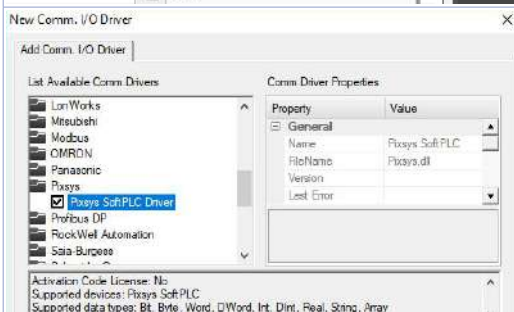 New Comm. I/O Driver
Add Comm. I/O Driver
List Available Comm Drivers
LonWorks
Mitsubishi
Modbus
OMRON
Panasonic
Pixsys
Pixsys SoftPLC Driver
Profibus DP
RockWell Automation
Saia-Burgess
Comm Driver Properties
Property Value
General
Name Pixsys SoftPLC
FileName Pixsys.dll
Version
Last Error
Activation Code License: No
Supported devices: Pixsys SoftPLC
Supported data types: Bit, Byte, Word, DWord, Int, DInt, Real, String, Array